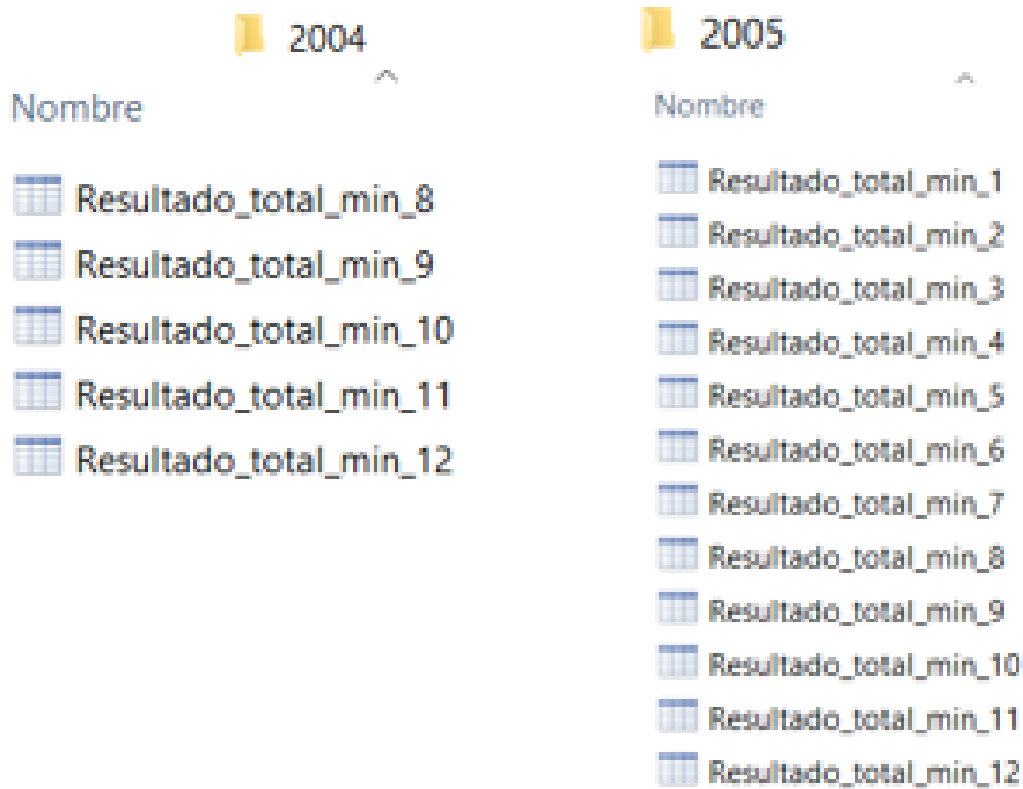 2004
Nombre
Resultado_total_min_8
Resultado_total_min_9
Resultado_total_min_10
Resultado_total_min_11
Resultado_total_min_12
2005
Nombre
Resultado_total_min_1
Resultado_total_min_2
Resultado_total_min_3
Resultado_total_min_4
Resultado_total_min_5
Resultado_total_min_6
Resultado_total_min_7
Resultado_total_min_8
Resultado_total_min_9
Resultado_total_min_10
Resultado_total_min_11
Resultado_total_min_12